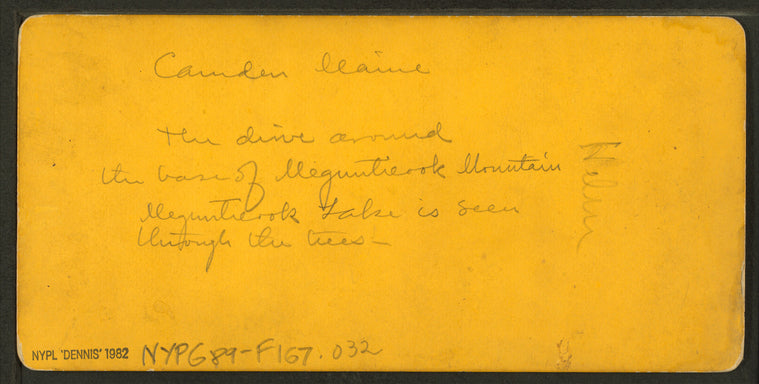 Camden Maine
The drive around
the base of Megunticook Mountain
Megunticook Lake is seen
through the trees —
NYPL 'DENNIS' 1982 NYPG89-F167.032